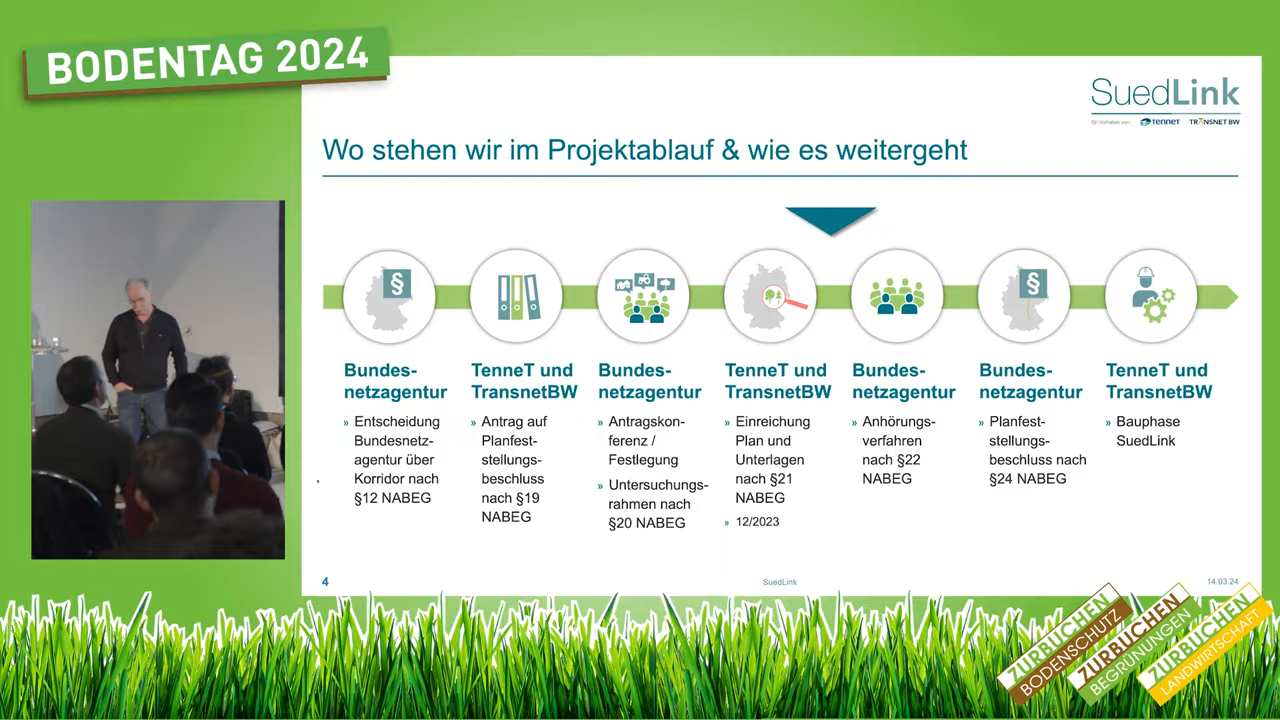 BODENTAG 2024
SuedLink
Ein Vorhaben von:
TENNET
TRANSNET BW
Wo stehen wir im Projektablauf & wie es weitergeht
§
§
Bundes-
netzagentur
» Entscheidung
Bundesnetz-
agentur über
Korridor nach
§12 NABEG
TenneT und
TransnetBW
» Antrag auf
Planfest-
stellungs-
beschluss
nach §19
NABEG
Bundes-
netzagentur
» Antragskon-
ferenz /
Festlegung
» Untersuchungs-
rahmen nach
§20 NABEG
TenneT und
TransnetBW
» Einreichung
Plan und
Unterlagen
nach §21
NABEG
» 12/2023
Bundes-
netzagentur
» Anhörungs-
verfahren
nach §22
NABEG
Bundes-
netzagentur
» Planfest-
stellungs-
beschluss nach
§24 NABEG
TenneT und
TransnetBW
» Bauphase
SuedLink
4
SuedLink
14.03.24
ZURBUCHEN
BODENSCHUTZ
ZURBUCHEN
BEGRÜNUNGEN
ZURBUCHEN
LANDWIRTSCHAFT